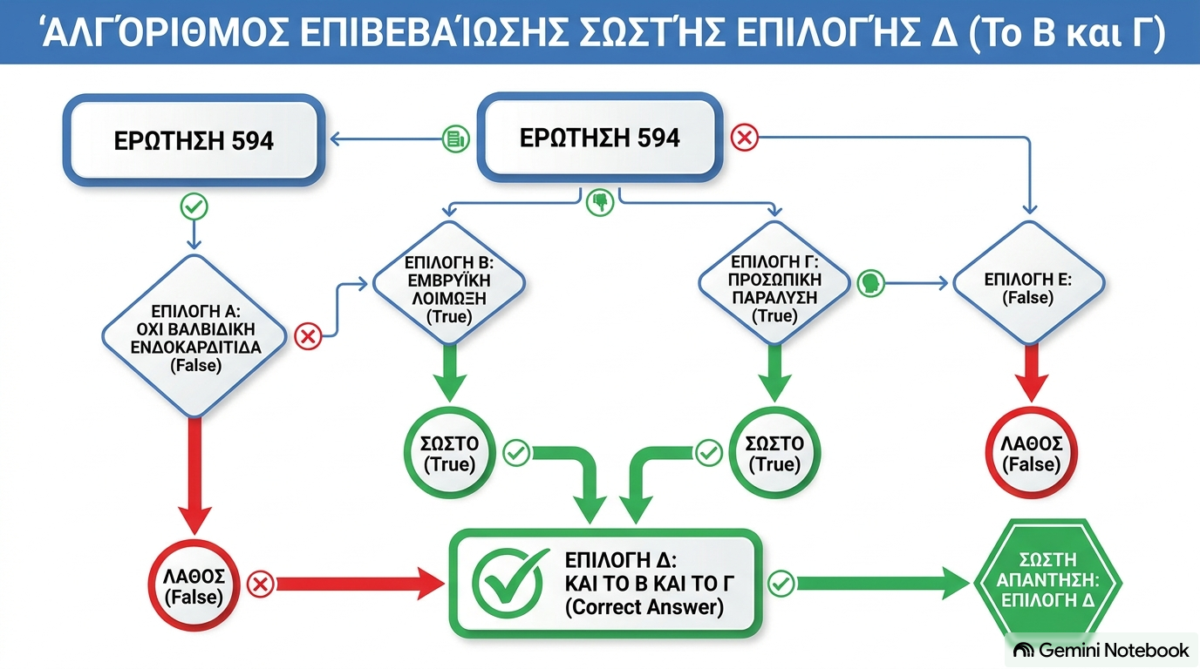 ΆΑΛΓΌΡΙΘΜΟΣ ΕΠΙΒΕΒΑΊΩΣΗΣ ΣΩΣΤΉΣ ΕΠΙΛΟΓΉΣ Δ (Το Β και Γ)
ΕΡΩΤΗΣΗ 594
ΕΡΩΤΗΣΗ 594
ΕΠΙΛΟΓΗ Α:
ΟΧΙ ΒΑΛΒΙΔΙΚΗ
ΕΝΔΟΚΑΡΔΙΤΙΔΑ
(False)
ΕΠΙΛΟΓΗ Β:
ΕΜΒΡΥΪΚΗ
ΛΟΙΜΩΞΗ
(True)
ΕΠΙΛΟΓΗ Γ:
ΠΡΟΣΩΠΙΚΗ
ΠΑΡΑΛΥΣΗ
(True)
ΕΠΙΛΟΓΗ Ε:
(False)
ΣΩΣΤΟ
(True)
ΣΩΣΤΟ
(True)
ΛΑΘΟΣ
(False)
ΛΑΘΟΣ
(False)
ΕΠΙΛΟΓΗ Δ:
ΚΑΙ ΤΟ Β ΚΑΙ ΤΟ Γ
(Correct Answer)
ΣΩΣΤΗ
ΑΠΑΝΤΗΣΗ:
ΕΠΙΛΟΓΗ Δ
Gemini Notebook